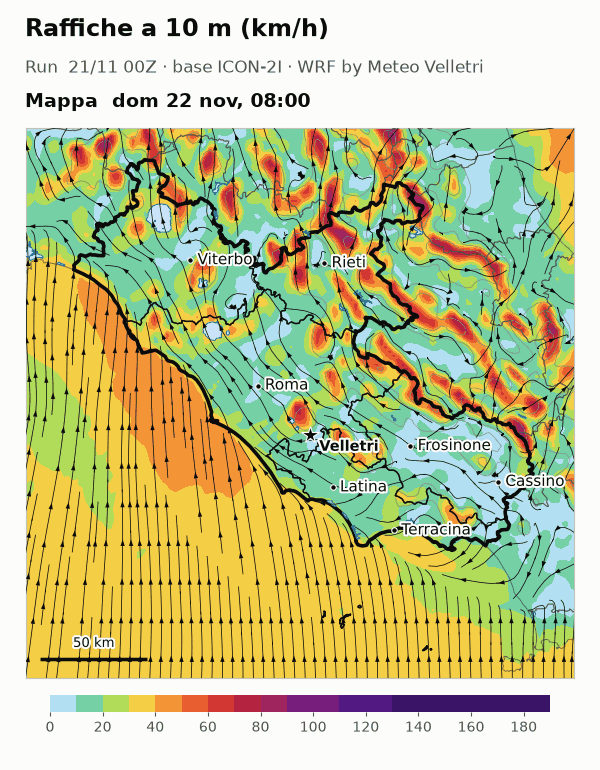 Raffiche a 10 m (km/h)
Run  21/11 00Z · base ICON-2I · WRF by Meteo Velletri
Mappa  dom 22 nov, 08:00
Viterbo
Rieti
Roma
Velletri
Frosinone
Cassino
Latina
Terracina
50 km
0 20 40 60 80 100 120 140 160 180